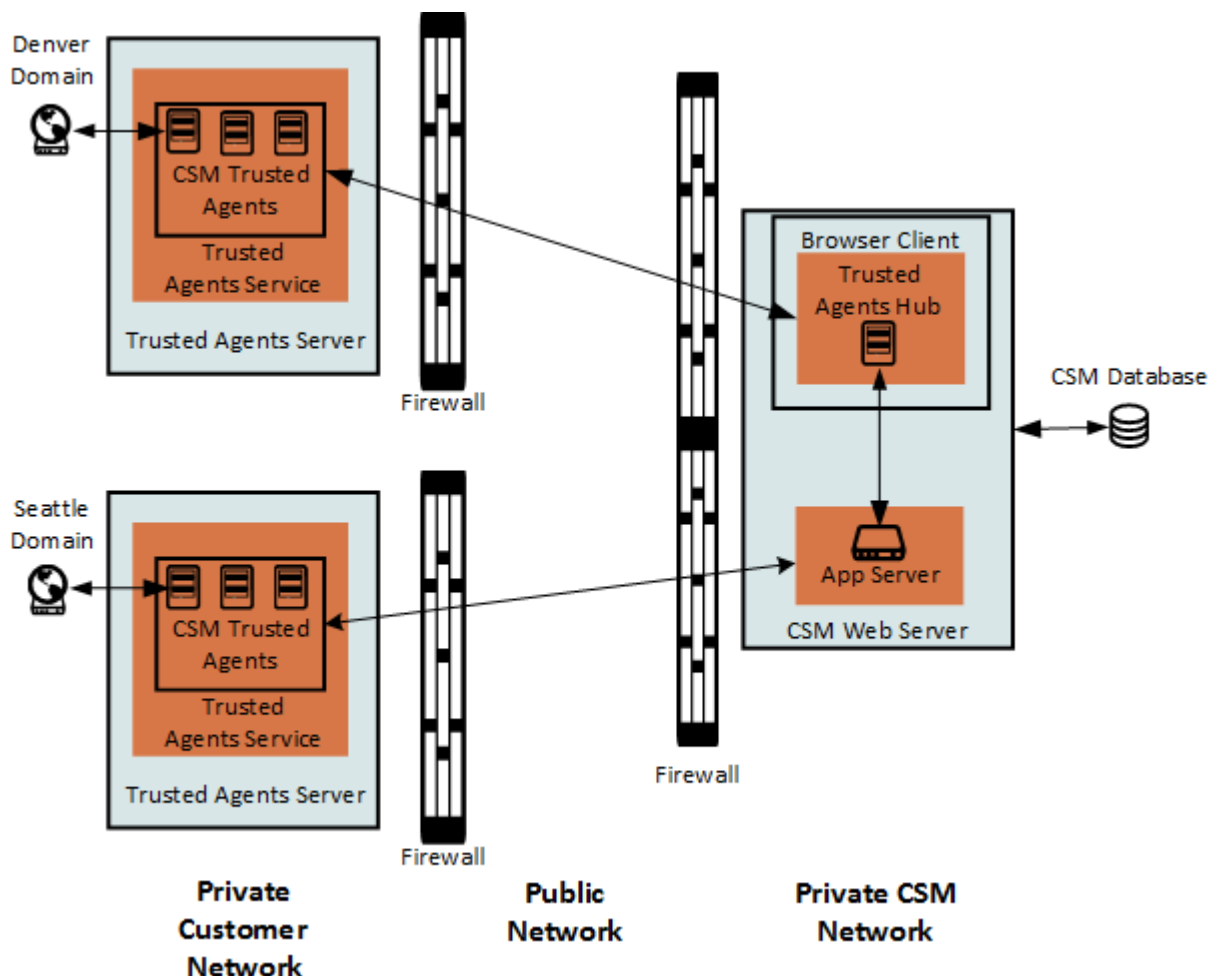 Denver
Domain
CSM Trusted
Agents
Trusted
Agents Service
Trusted Agents Server
Firewall
Seattle
Domain
CSM Trusted
Agents
Trusted
Agents Service
Trusted Agents Server
Firewall
Firewall
Browser Client
Trusted
Agents Hub
App Server
CSM Web Server
CSM Database
Private
Customer
Network
Public
Network
Private CSM
Network